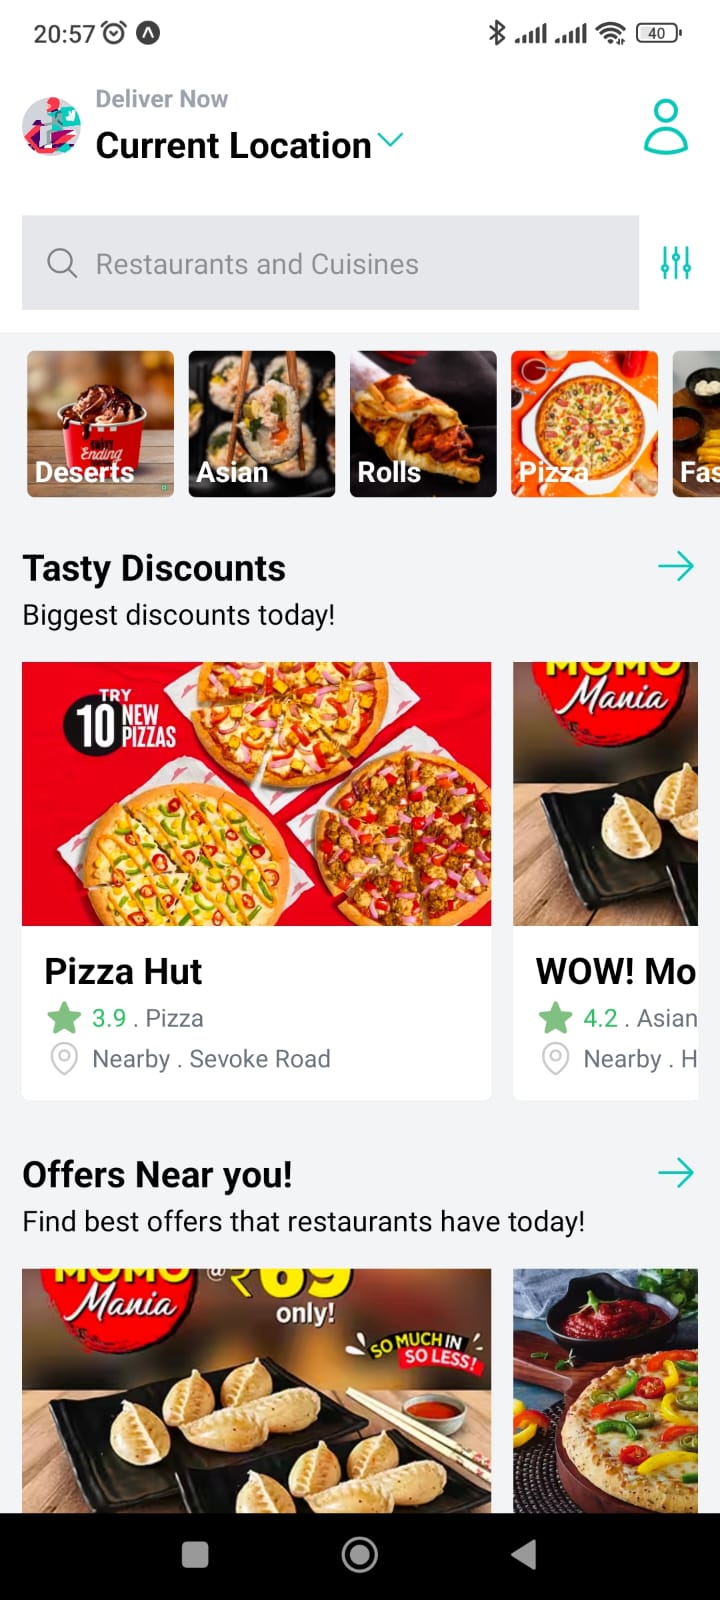 20:57
40
Deliver Now
Current Location
Restaurants and Cuisines
Ending
Deserts
Asian
Rolls
Pizza
Fas
Tasty Discounts
Biggest discounts today!
TRY
10 NEW
PIZZAS
MOMO
Mania
Pizza Hut
3.9 . Pizza
Nearby . Sevoke Road
WOW! Mo
4.2 . Asian
Nearby . H
Offers Near you!
Find best offers that restaurants have today!
MOMO
Mania
@₹69
only!
SO MUCH IN
SO LESS!